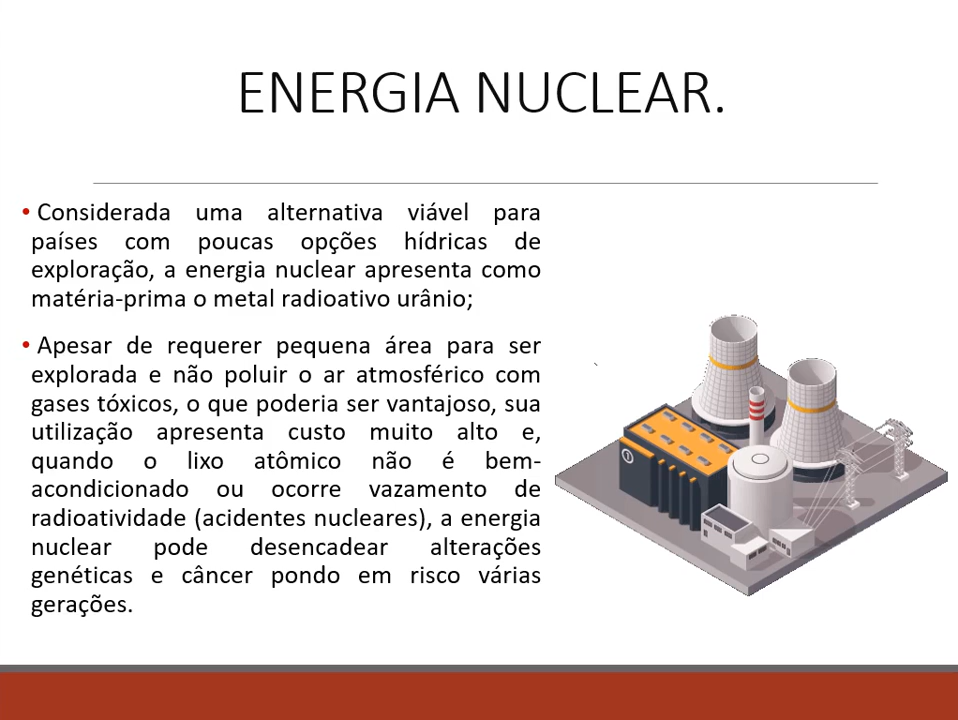 ENERGIA NUCLEAR.
• Considerada uma alternativa viável para
países com poucas opções hídricas de
exploração, a energia nuclear apresenta como
matéria-prima o metal radioativo urânio;
• Apesar de requerer pequena área para ser
explorada e não poluir o ar atmosférico com
gases tóxicos, o que poderia ser vantajoso, sua
utilização apresenta custo muito alto e,
quando o lixo atômico não é bem-
acondicionado ou ocorre vazamento de
radioatividade (acidentes nucleares), a energia
nuclear pode desencadear alterações
genéticas e câncer pondo em risco várias
gerações.
1